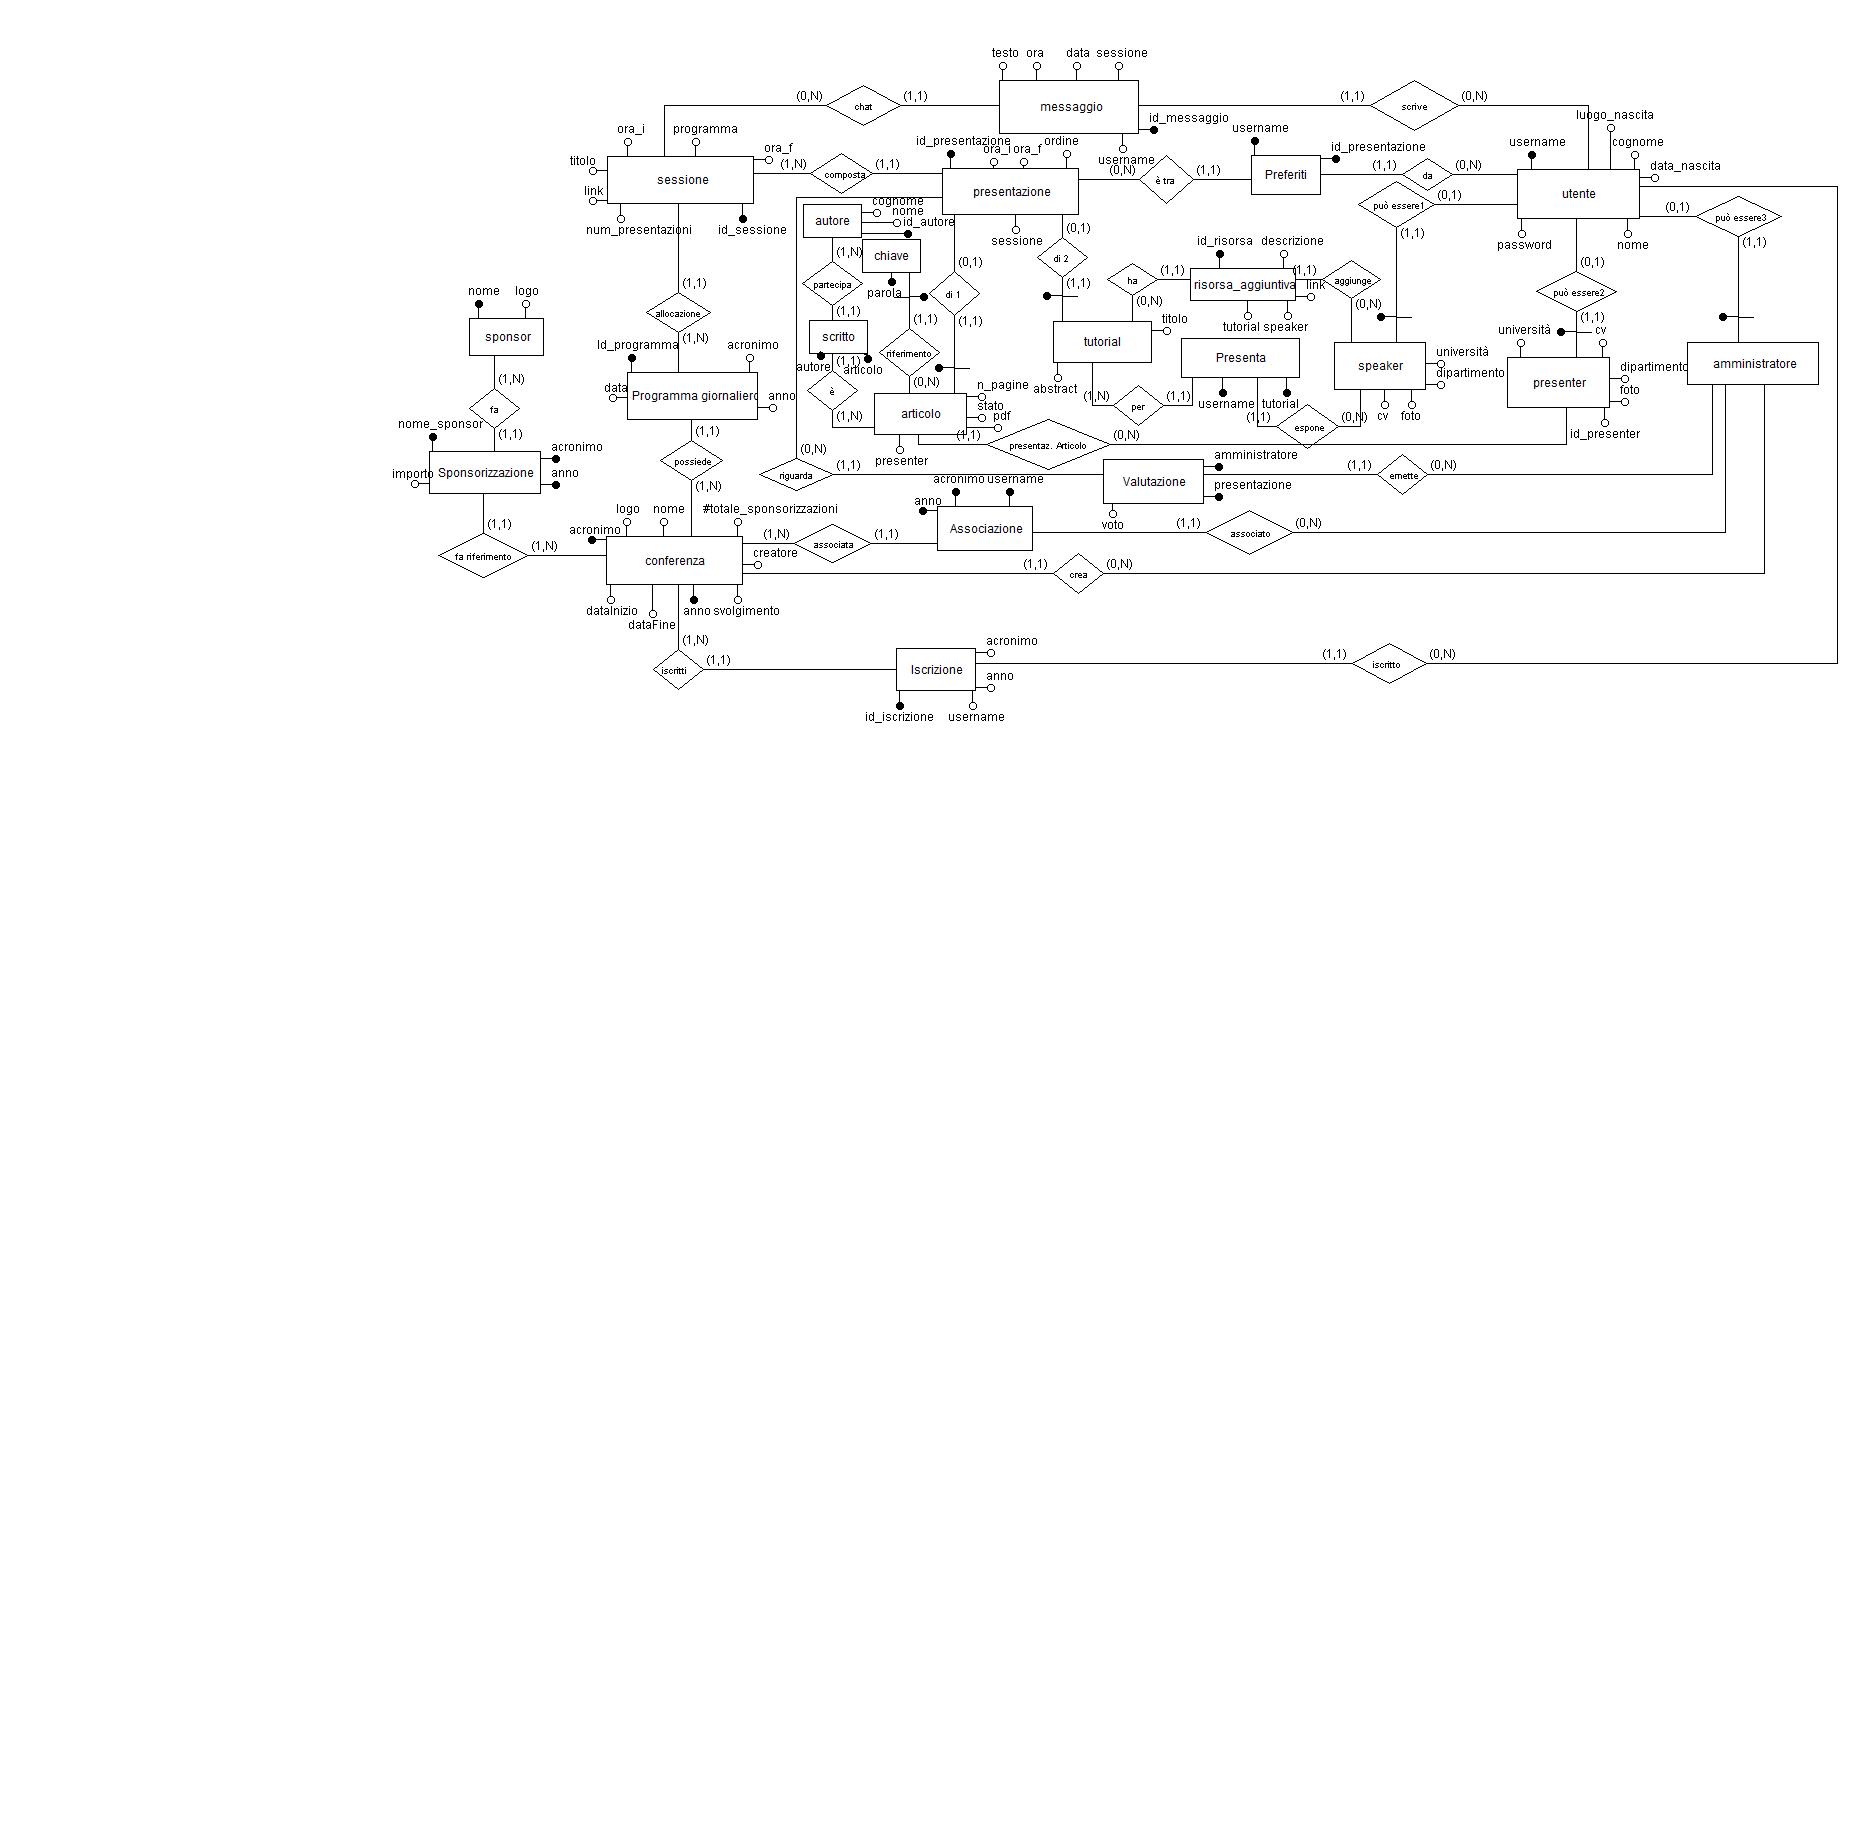 testo ora data sessione
(0,N) chat (1,1) messaggio (1,1) scrive (0,N)
id_messaggio
luogo_nascita
ora_i programma
username
username
cognome
id_presentazione ordine
username
id_presentazione
ora_f
ora_i ora_f
titolo
(1,N) composta (1,1)
(0,N) è tra (1,1)
Preferiti
(1,1) da (0,N)
data_nascita
sessione
presentazione
utente
link
cognome
può essere1 (0,1)
(0,1) può essere3
nome
autore
id_autore
num_presentazioni id_sessione
sessione
(0,1)
(1,1)
password nome
(1,1)
id_risorsa descrizione
(1,N)
chiave
di 2
(0,1)
(0,1)
ha (1,1)
(1,1) aggiunge
(1,1)
partecipa
(1,1)
risorsa_aggiuntiva link
parola
di 1
può essere2
nome logo
(0,N)
(0,N)
allocazione
(1,1)
(1,1)
(1,1)
titolo
tutorial speaker
(1,1)
università cv
sponsor
(1,N)
scritto
tutorial
Id_programma acronimo
riferimento
Presenta
università
(1,1)
speaker
amministratore
autore articolo
dipartimento
dipartimento
(1,N)
(0,N)
abstract
presenter
data
Programma giornaliero
anno
è
n_pagine
foto
(1,N) per (1,1)
username tutorial
stato
fa
(1,N)
articolo
pdf
cv foto
nome_sponsor
(1,1) espone (0,N)
(1,1)
(1,1)
(1,1) presentaz. Articolo (0,N)
id_presenter
acronimo
possiede
(0,N)
presenter
amministratore
importo
Sponsorizzazione
anno
riguarda (1,1)
Valutazione
(1,1) emette (0,N)
(1,N)
acronimo username
presentazione
anno
logo nome #totale_sponsorizzazioni
(1,1)
voto
acronimo
(1,N) associata (1,1)
Associazione
(1,1) associato (0,N)
fa riferimento (1,N)
creatore
conferenza
(1,1) crea (0,N)
dataInizio anno svolgimento
dataFine
(1,N)
acronimo
iscritti (1,1)
Iscrizione
(1,1) iscritto (0,N)
anno
id_iscrizione username